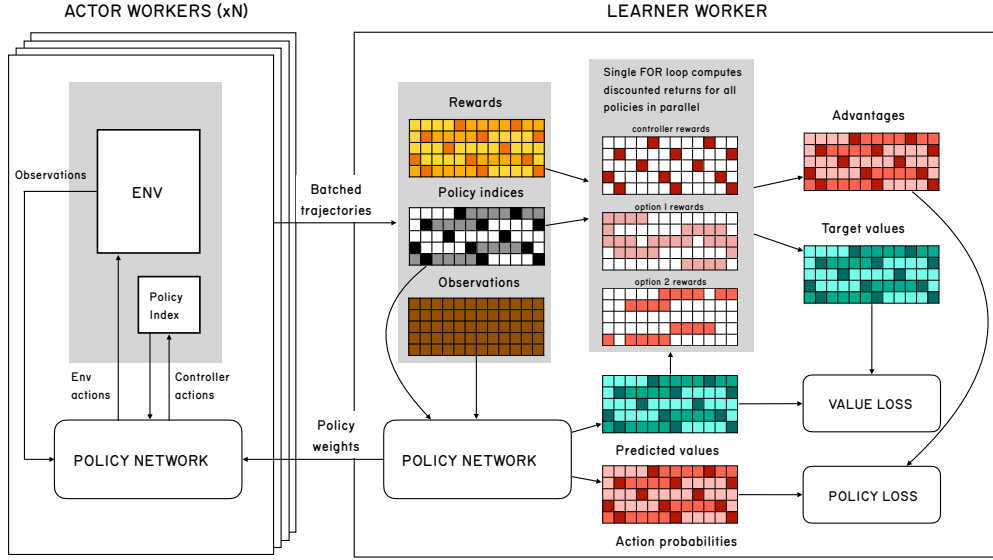 ACTOR WORKERS (xN)
LEARNER WORKER
Observations
ENV
Policy
Index
Env
actions
Controller
actions
POLICY NETWORK
Batched
trajectories
Policy
weights
Rewards
Policy indices
Observations
POLICY NETWORK
Single FOR loop computes
discounted returns for all
policies in parallel
controller rewards
option 1 rewards
option 2 rewards
Predicted values
Action probabilities
Advantages
Target values
VALUE LOSS
POLICY LOSS